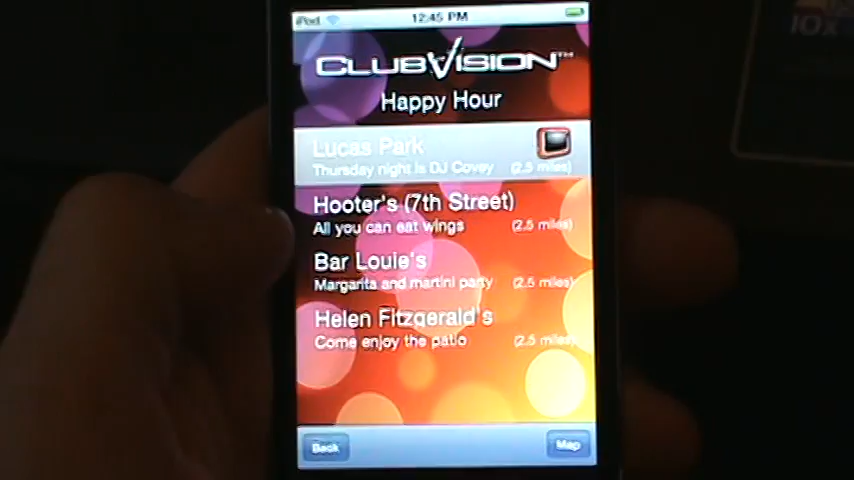 iPod 12:45 PM
CLUBVISION™
Happy Hour
Lucas Park
Thursday night is DJ Covey (2.5 miles)
Hooter's (7th Street)
All you can eat wings (2.5 miles)
Bar Louie's
Margarita and martini party (2.5 miles)
Helen Fitzgerald's
Come enjoy the patio (2.5 miles)
Back Map
10x